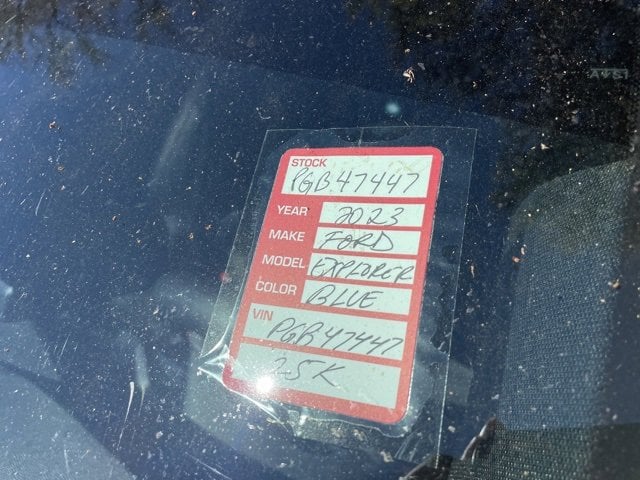 STOCK
PGB47447
YEAR 2023
MAKE FORD
MODEL EXPLORER
COLOR BLUE
VIN
PGB47447
25K